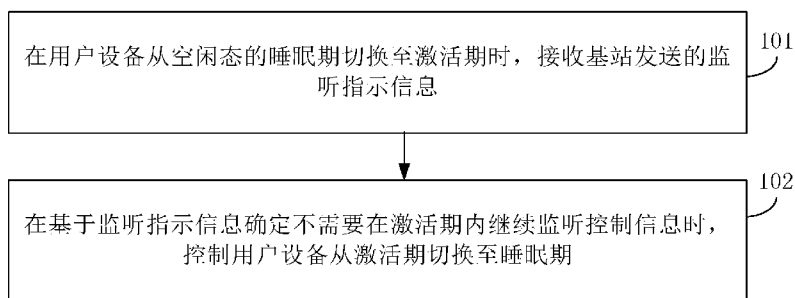 在用户设备从空闲态的睡眠期切换至激活期时，接收基站发送的监
听指示信息
101
在基于监听指示信息确定不需要在激活期内继续监听控制信息时，
控制用户设备从激活期切换至睡眠期
102